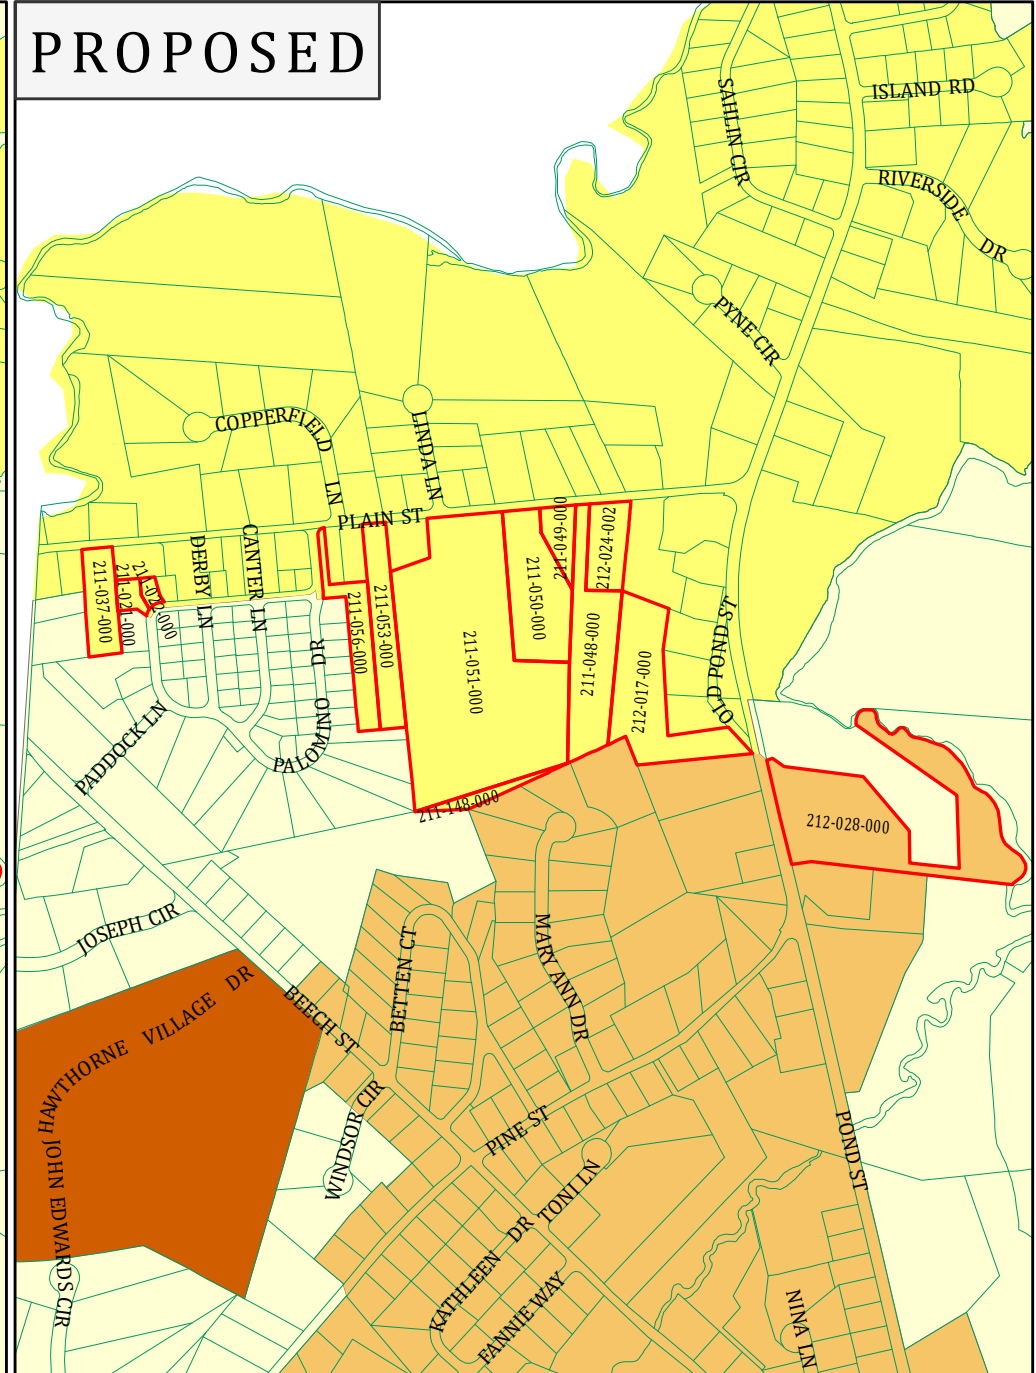 PROPOSED
ISLAND RD
SAHLIN CIR
RIVERSIDE DR
PYNE CIR
COPPERFIELD LN
LINDA LN
PLAIN ST
211-049-000
212-024-002
DERBY LN
CANTER LN
211-037-000
211-021-000
211-022-000
211-050-000
211-056-000
211-053-000
211-051-000
211-048-000
212-017-000
OLD POND ST
PALOMINO DR
PADDOCK LN
211-148-000
212-028-000
JOSEPH CIR
BETTEN CT
MARY ANN DR
HAWTHORNE VILLAGE DR
BEECH ST
WINDSOR CIR
PINE ST
POND ST
JOHN EDWARDS CIR
TONI LN
KATHLEEN DR
FANNIE WAY
NINA LN